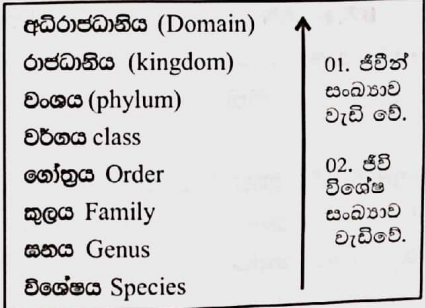 අධිරාජධානිය (Domain)
රාජධානිය (kingdom)
වංශය (phylum)
වර්ගය class
ගෝත්‍රය Order
කුලය Family
ඝනය Genus
විශේෂය Species
01. ජීවීන්
සංඛ්‍යාව
වැඩි වේ.
02. ජීවි
විශේෂ
සංඛ්‍යාව
වැඩිවේ.